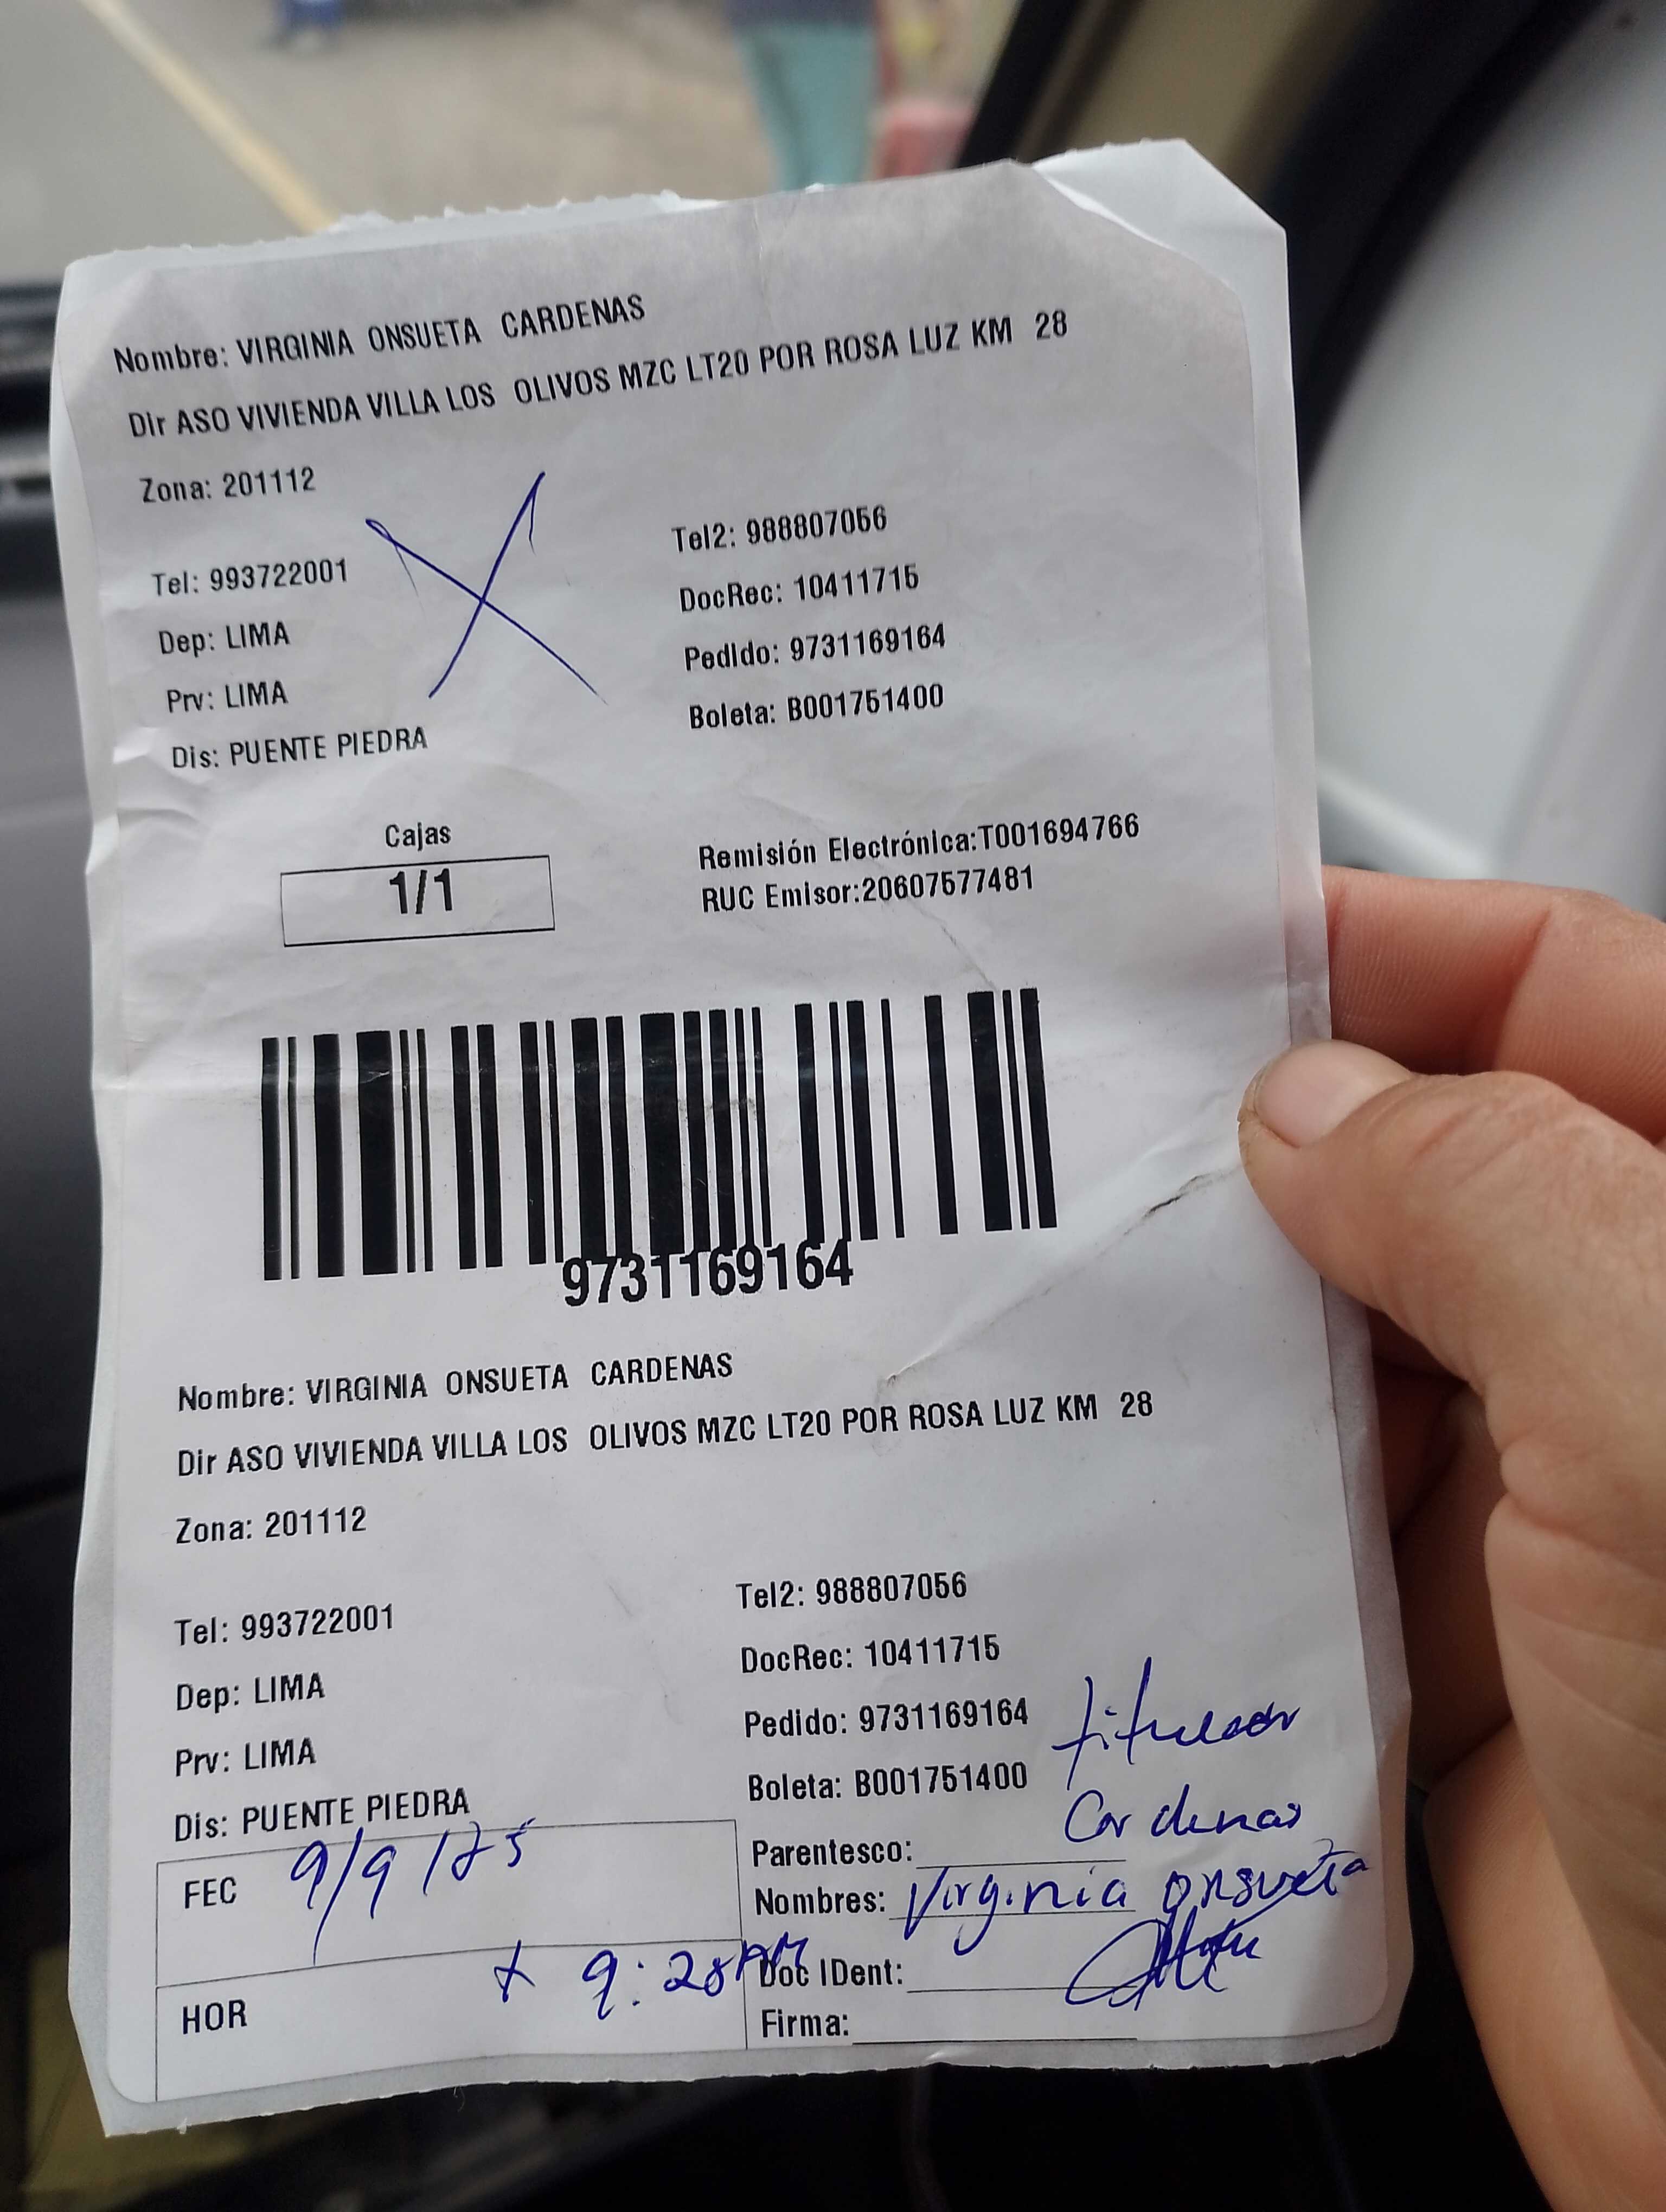 Nombre: VIRGINIA ONSUETA CARDENAS
Dir ASO VIVIENDA VILLA LOS OLIVOS MZC LT20 POR ROSA LUZ KM 28
Zona: 201112
Tel: 993722001
Dep: LIMA
Prv: LIMA
Dis: PUENTE PIEDRA
Tel2: 988807056
DocRec: 10411715
Pedido: 9731169164
Boleta: B001751400
Cajas
1/1
Remisión Electrónica:T001694766
RUC Emisor:20607577481
9731169164
Nombre: VIRGINIA ONSUETA CARDENAS
Dir ASO VIVIENDA VILLA LOS OLIVOS MZC LT20 POR ROSA LUZ KM 28
Zona: 201112
Tel: 993722001
Dep: LIMA
Prv: LIMA
Dis: PUENTE PIEDRA
Tel2: 988807056
DocRec: 10411715
Pedido: 9731169164
Boleta: B001751400
Cardenas
Parentesco:
Nombres: Virginia Onsueta
Doc IDent:
Firma:
FEC 9/9/25
HOR 9:28 AM